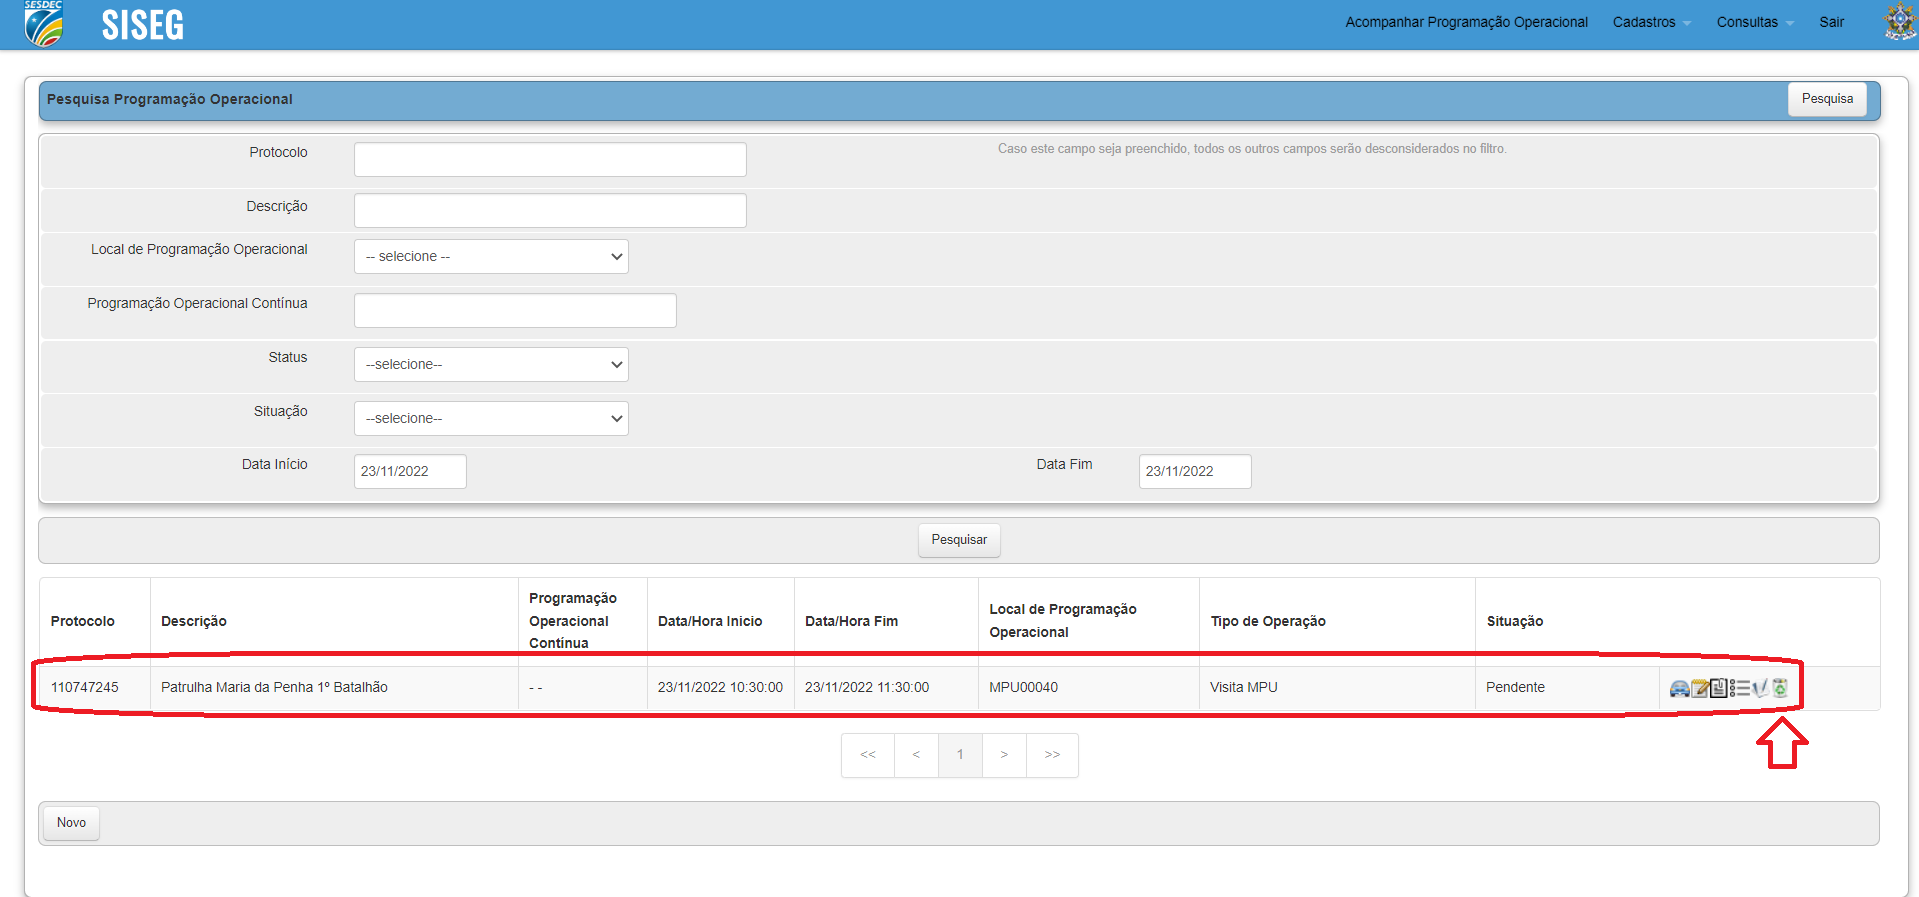 SESDEC
SISEG
Acompanhar Programação Operacional Cadastros Consultas Sair
Pesquisa Programação Operacional
Pesquisa
Protocolo
Caso este campo seja preenchido, todos os outros campos serão desconsiderados no filtro.
Descrição
Local de Programação Operacional
-- selecione --
Programação Operacional Contínua
Status
--selecione--
Situação
--selecione--
Data Início
23/11/2022
Data Fim
23/11/2022
Pesquisar
Protocolo
Descrição
Programação
Operacional
Contínua
Data/Hora Inicio
Data/Hora Fim
Local de Programação
Operacional
Tipo de Operação
Situação
110747245
Patrulha Maria da Penha 1º Batalhão
- -
23/11/2022 10:30:00
23/11/2022 11:30:00
MPU00040
Visita MPU
Pendente
<< < 1 > >>
Novo